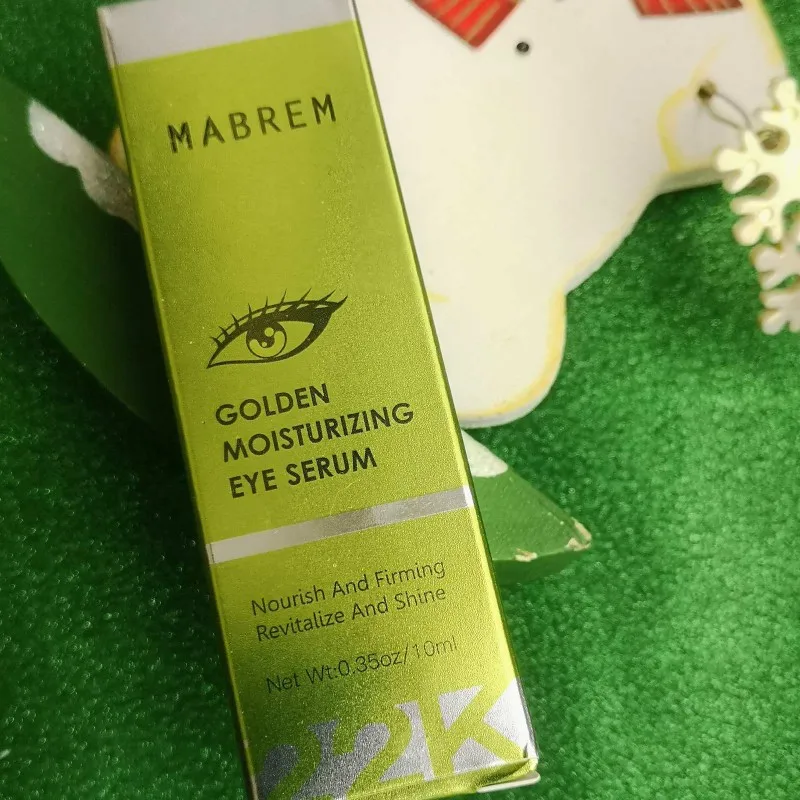 MABREM
GOLDEN
MOISTURIZING
EYE SERUM
Nourish And Firming
Revitalize And Shine
Net Wt:0.35oz/10ml
22K